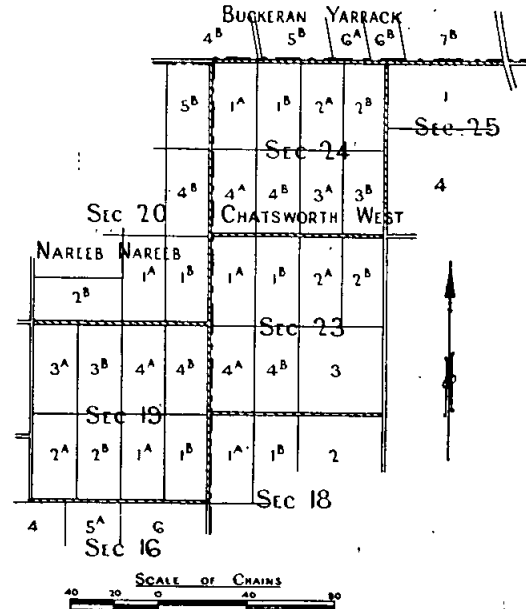 BUCKERAN YARRACK
4B 5B 6A 6B 7B
5B 1A 1B 2A 2B 1
SEC 24 SEC 25
4B 4A 4B 3A 3B 4
SEC 20 CHATSWORTH WEST
NAREEB NAREEB
1A 1B 1A 1B 2A 2B
2B
SEC 23
3A 3B 4A 4B 4A 4B 3
SEC 19
2A 2B 1A 1B 1A 1B 2
SEC 18
4 5A 6
SEC 16
SCALE OF CHAINS
40 20 0 40 80